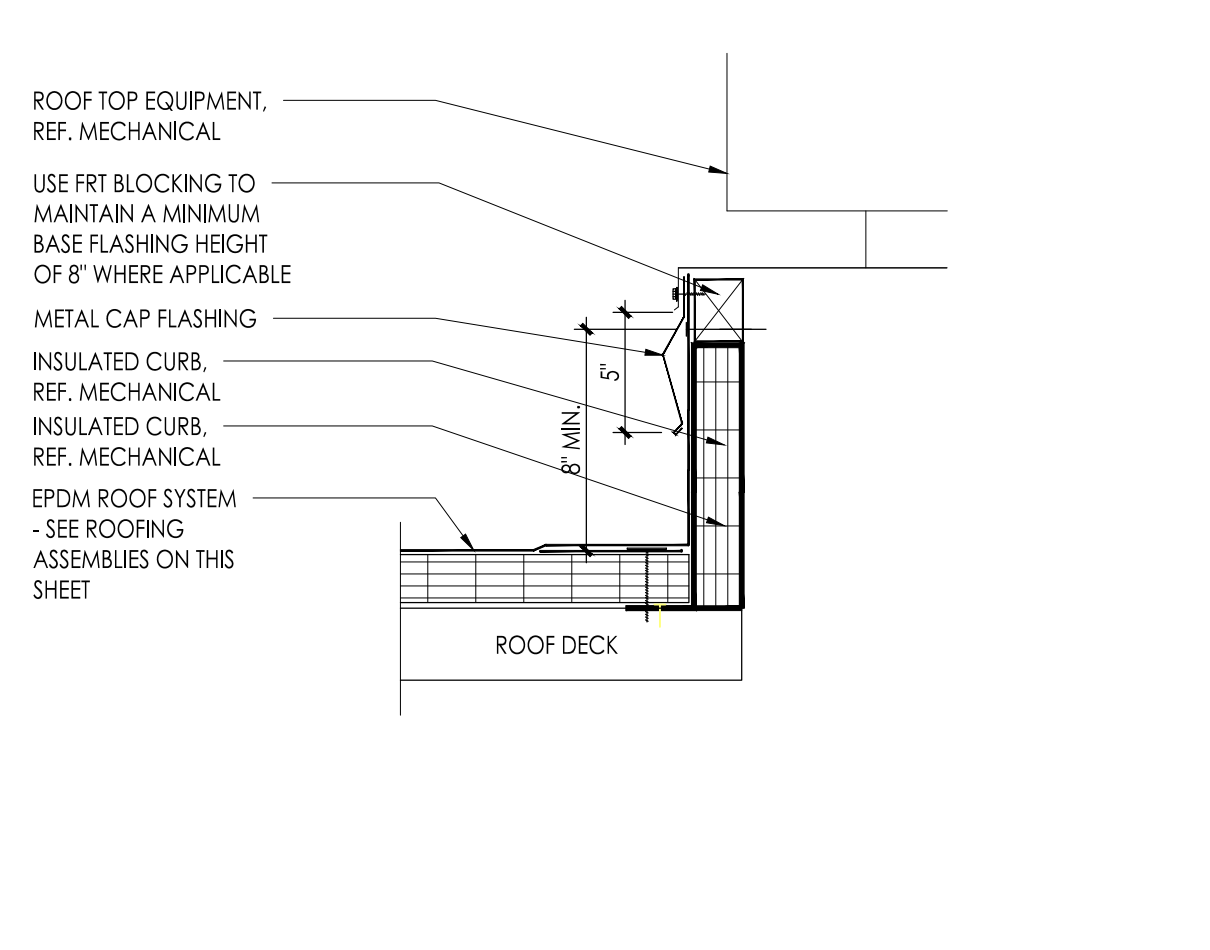 ROOF TOP EQUIPMENT,
REF. MECHANICAL
USE FRT BLOCKING TO
MAINTAIN A MINIMUM
BASE FLASHING HEIGHT
OF 8" WHERE APPLICABLE
METAL CAP FLASHING
INSULATED CURB,
REF. MECHANICAL
INSULATED CURB,
REF. MECHANICAL
EPDM ROOF SYSTEM
- SEE ROOFING
ASSEMBLIES ON THIS
SHEET
5"
8" MIN.
ROOF DECK